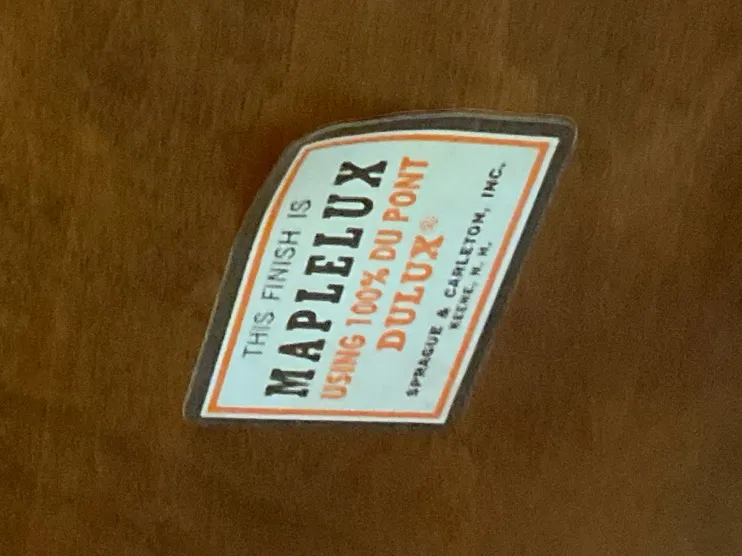 THIS FINISH IS
MAPLELUX
USING 100% DU PONT
DULUX®
SPRAGUE & CARLETON, INC.
KEENE, N. H.